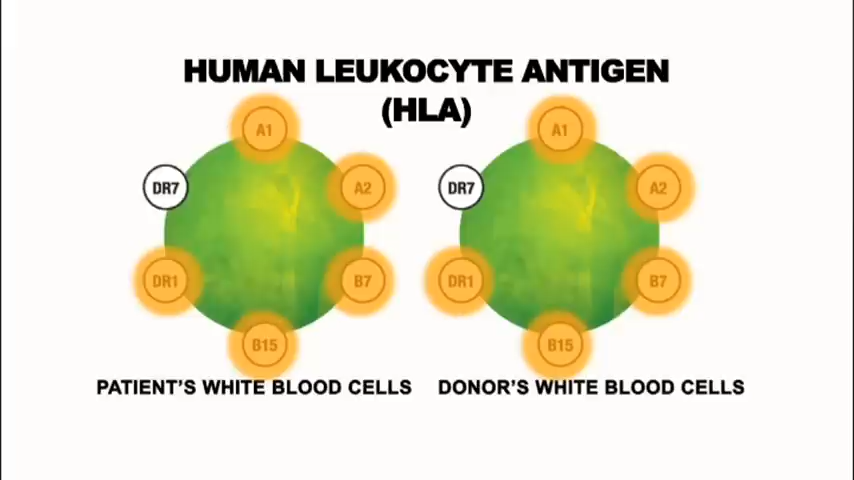 HUMAN LEUKOCYTE ANTIGEN
(HLA)
A1
DR7
A2
DR1
B7
B15
PATIENT'S WHITE BLOOD CELLS
A1
DR7
A2
DR1
B7
B15
DONOR'S WHITE BLOOD CELLS